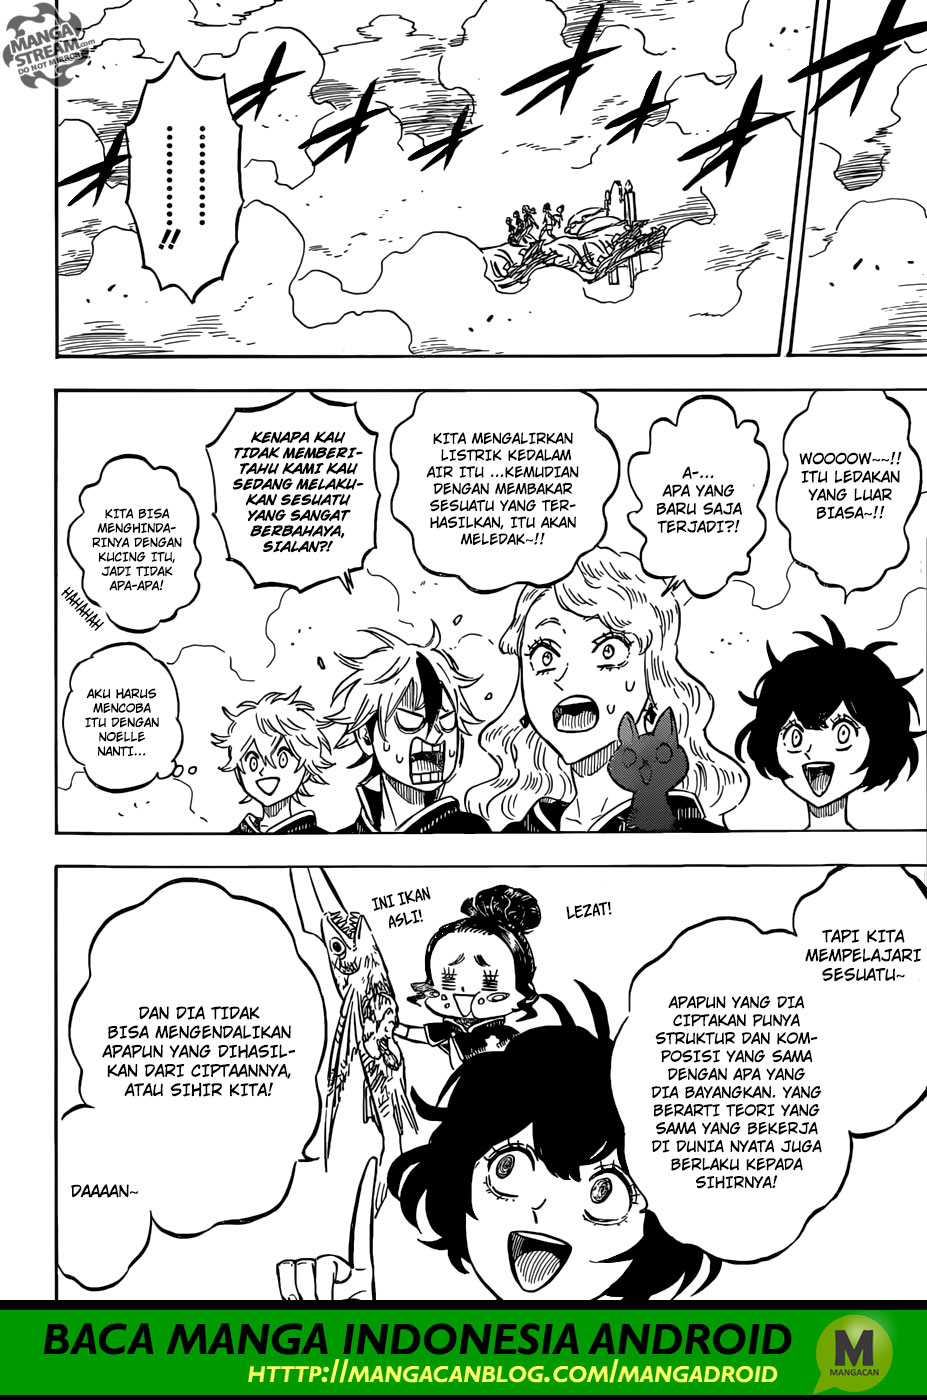 MANGA
STREAM.com
DO NOT MIRROR
..............
..............!!
WOOOOW~~!!
ITU LEDAKAN
YANG LUAR
BIASA~!!
A-...
APA YANG
BARU SAJA
TERJADI?!
KITA MENGALIRKAN
LISTRIK KEDALAM
AIR ITU ...KEMUDIAN
DENGAN MEMBAKAR
SESUATU YANG TER-
HASILKAN, ITU AKAN
MELEDAK~!!
KENAPA KAU
TIDAK MEMBERI-
TAHU KAMI KAU
SEDANG MELAKU-
KAN SESUATU
YANG SANGAT
BERBAHAYA,
SIALAN?!
KITA BISA
MENGHINDA-
RINYA DENGAN
KUCING ITU,
JADI TIDAK
APA-APA!
HAHAHAH
AKU HARUS
MENCOBA
ITU DENGAN
NOELLE
NANTI...
TAPI KITA
MEMPELAJARI
SESUATU~
APAPUN YANG DIA
CIPTAKAN PUNYA
STRUKTUR DAN KOM-
POSISI YANG SAMA
DENGAN APA YANG
DIA BAYANGKAN. YANG
BERARTI TEORI YANG
SAMA YANG BEKERJA
DI DUNIA NYATA JUGA
BERLAKU KEPADA
SIHIRNYA!
LEZAT!
INI IKAN
ASLI!
DAN DIA TIDAK
BISA MENGENDALIKAN
APAPUN YANG DIHASIL-
KAN DARI CIPTAANNYA,
ATAU SIHIR KITA!
DAAAAN~
BACA MANGA INDONESIA ANDROID
HTTTP://MANGACANBLOG.COM/MANGADROID
M
MANGACAN